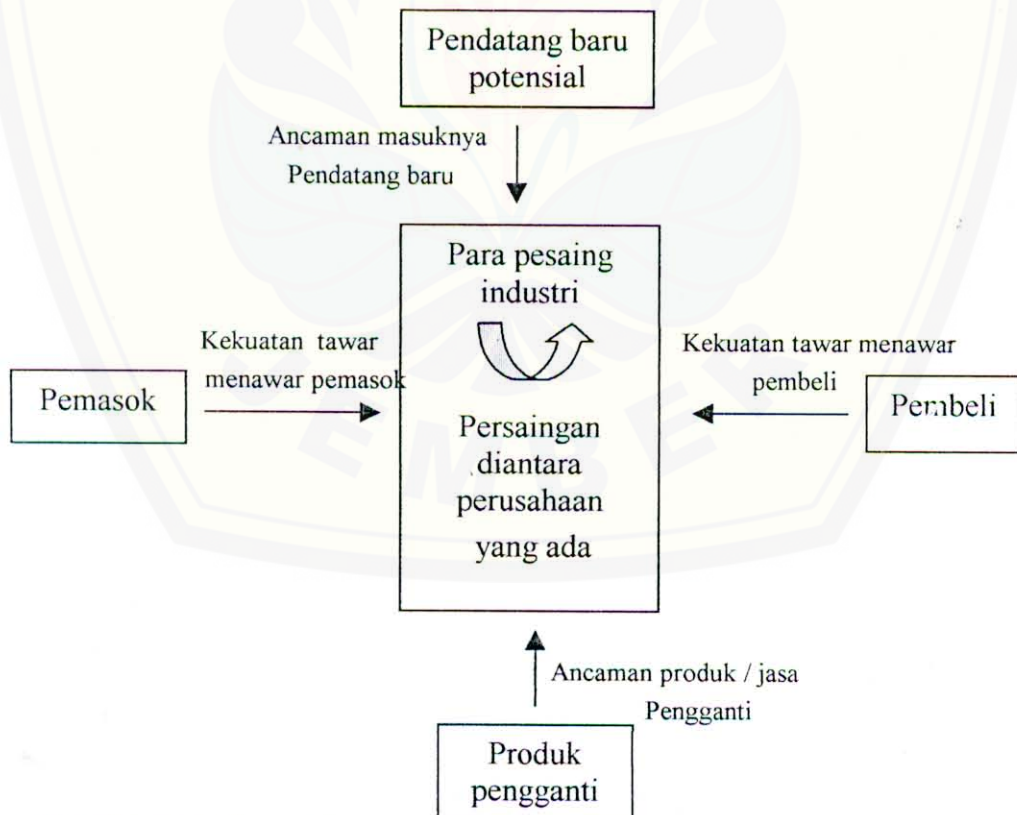 Pendatang baru
potensial
Ancaman masuknya
Pendatang baru
Para pesaing
industri
Kekuatan tawar
menawar pemasok
Pemasok
Kekuatan tawar menawar
pembeli
Pembeli
Persaingan
diantara
perusahaan
yang ada
Ancaman produk / jasa
Pengganti
Produk
pengganti
JEMBER